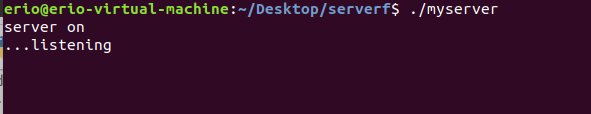 erio@erio-virtual-machine:~/Desktop/serverf$ ./myserver
server on
...listening